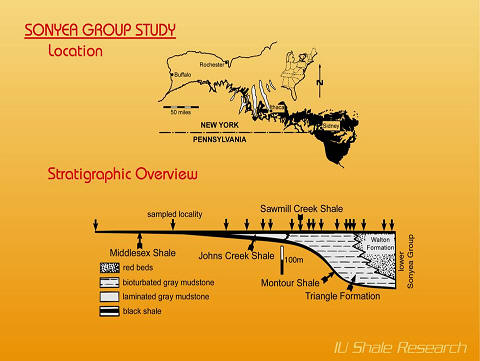 SONYEA GROUP STUDY
Location
Rochester
Buffalo
N
Ithaca
50 miles
Sidney
NEW YORK
PENNSYLVANIA
Stratigraphic Overview
Sawmill Creek Shale
sampled locality
Walton
Formation
Middlesex Shale
Johns Creek Shale
100m
lower
Sonyea Group
red beds
Montour Shale
bioturbated gray mudstone
Triangle Formation
laminated gray mudstone
black shale
IU Shale Research